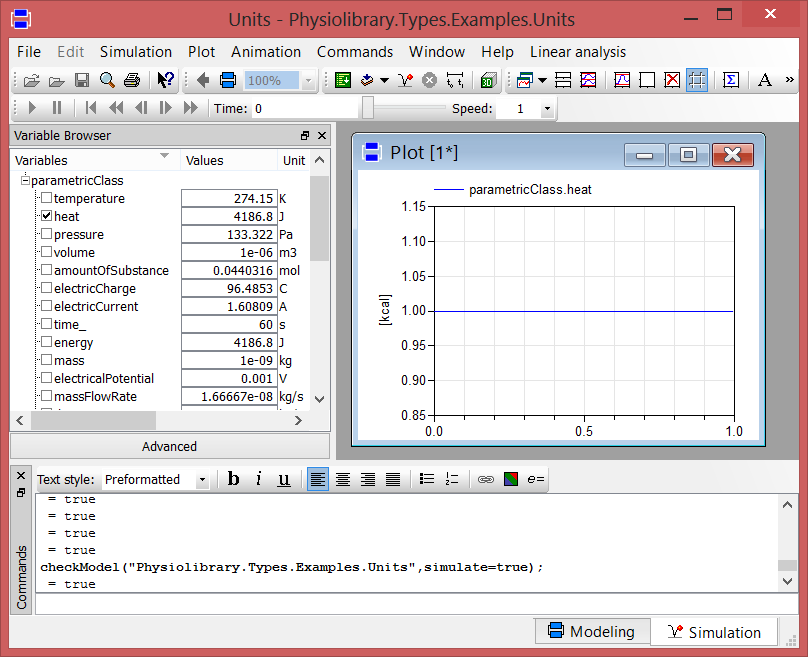 Units - Physiolibrary.Types.Examples.Units
File Edit Simulation Plot Animation Commands Window Help Linear analysis
100%
A »
Time: 0 Speed: 1
Variable Browser
Variables Values Unit
parametricClass
temperature 274.15 K
heat 4186.8 J
pressure 133.322 Pa
volume 1e-06 m3
amountOfSubstance 0.0440316 mol
electricCharge 96.4853 C
electricCurrent 1.60809 A
time_ 60 s
energy 4186.8 J
mass 1e-09 kg
electricalPotential 0.001 V
massFlowRate 1.66667e-08 kg/s
Advanced
Plot [1*]
parametricClass.heat
1.15
1.10
1.05
1.00
0.95
0.90
0.85
[kcal]
0.0 0.5 1.0
Commands
Text style: Preformatted b i u e=
= true
= true
= true
= true
checkModel("Physiolibrary.Types.Examples.Units",simulate=true);
= true
Modeling Simulation